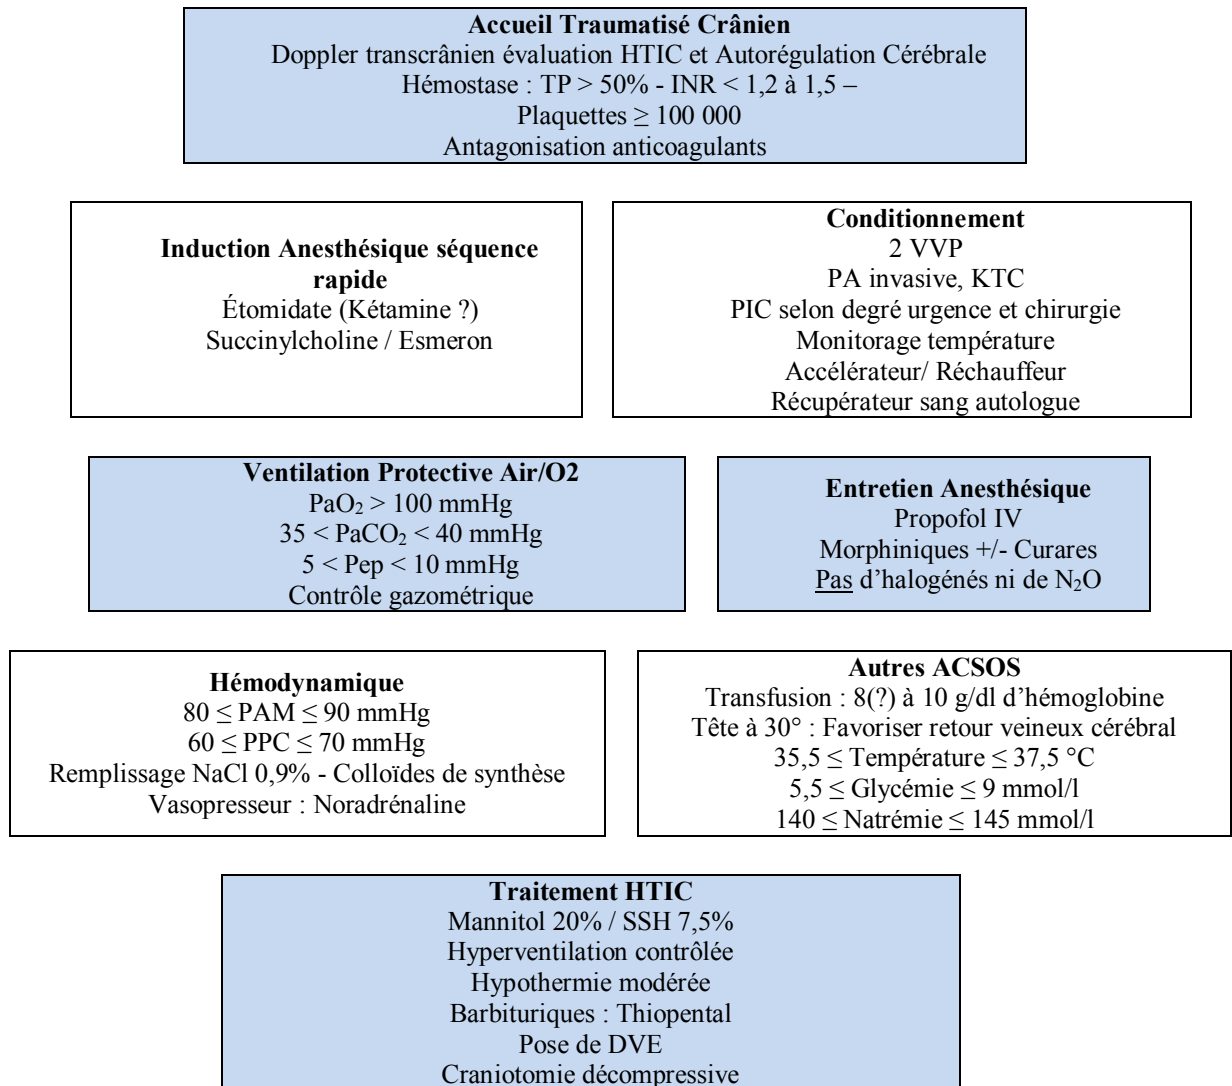 Accueil Traumatisé Crânien
Doppler transcrânien évaluation HTIC et Autorégulation Cérébrale
Hémostase : TP > 50% - INR < 1,2 à 1,5 –
Plaquettes ≥ 100 000
Antagonisation anticoagulants
Induction Anesthésique séquence
rapide
Étomidate (Kétamine ?)
Succinylcholine / Esmeron
Conditionnement
2 VVP
PA invasive, KTC
PIC selon degré urgence et chirurgie
Monitorage température
Accélérateur/ Réchauffeur
Récupérateur sang autologue
Ventilation Protective Air/O2
PaO₂ > 100 mmHg
35 < PaCO₂ < 40 mmHg
5 < Pep < 10 mmHg
Contrôle gazométrique
Entretien Anesthésique
Propofol IV
Morphiniques +/- Curares
Pas d’halogénés ni de N₂O
Hémodynamique
80 ≤ PAM ≤ 90 mmHg
60 ≤ PPC ≤ 70 mmHg
Remplissage NaCl 0,9% - Colloïdes de synthèse
Vasopresseur : Noradrénaline
Autres ACSOS
Transfusion : 8(?) à 10 g/dl d’hémoglobine
Tête à 30° : Favoriser retour veineux cérébral
35,5 ≤ Température ≤ 37,5 °C
5,5 ≤ Glycémie ≤ 9 mmol/l
140 ≤ Natrémie ≤ 145 mmol/l
Traitement HTIC
Mannitol 20% / SSH 7,5%
Hyperventilation contrôlée
Hypothermie modérée
Barbituriques : Thiopental
Pose de DVE
Craniotomie décompressive